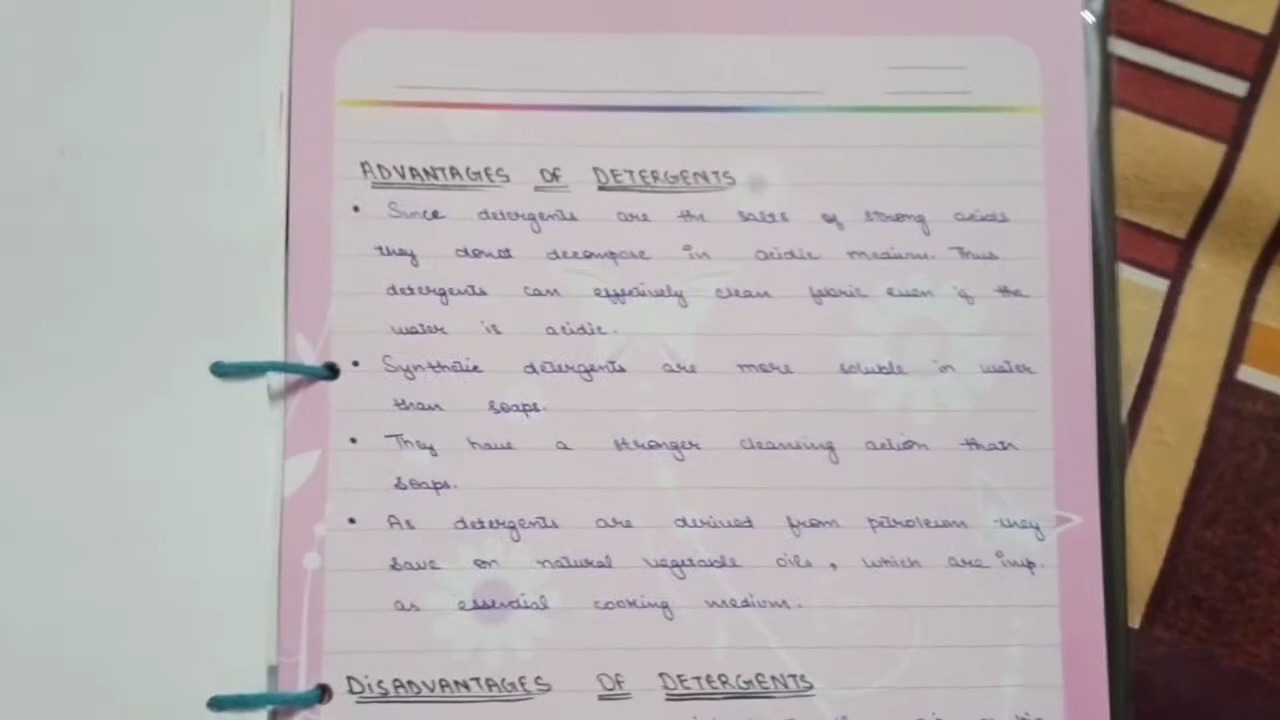 ADVANTAGES OF DETERGENTS
• Since detergents are the salts of strong acids
they donot decompose in acidic medium. Thus
detergents can effectively clean fabric even if the
water is acidic.
• Synthetic detergents are more soluble in water
than soaps.
• They have a stronger cleansing action than
soaps.
• As detergents are derived from petroleum they
save on natural vegetable oils, which are imp.
as essential cooking medium.
DISADVANTAGES OF DETERGENTS